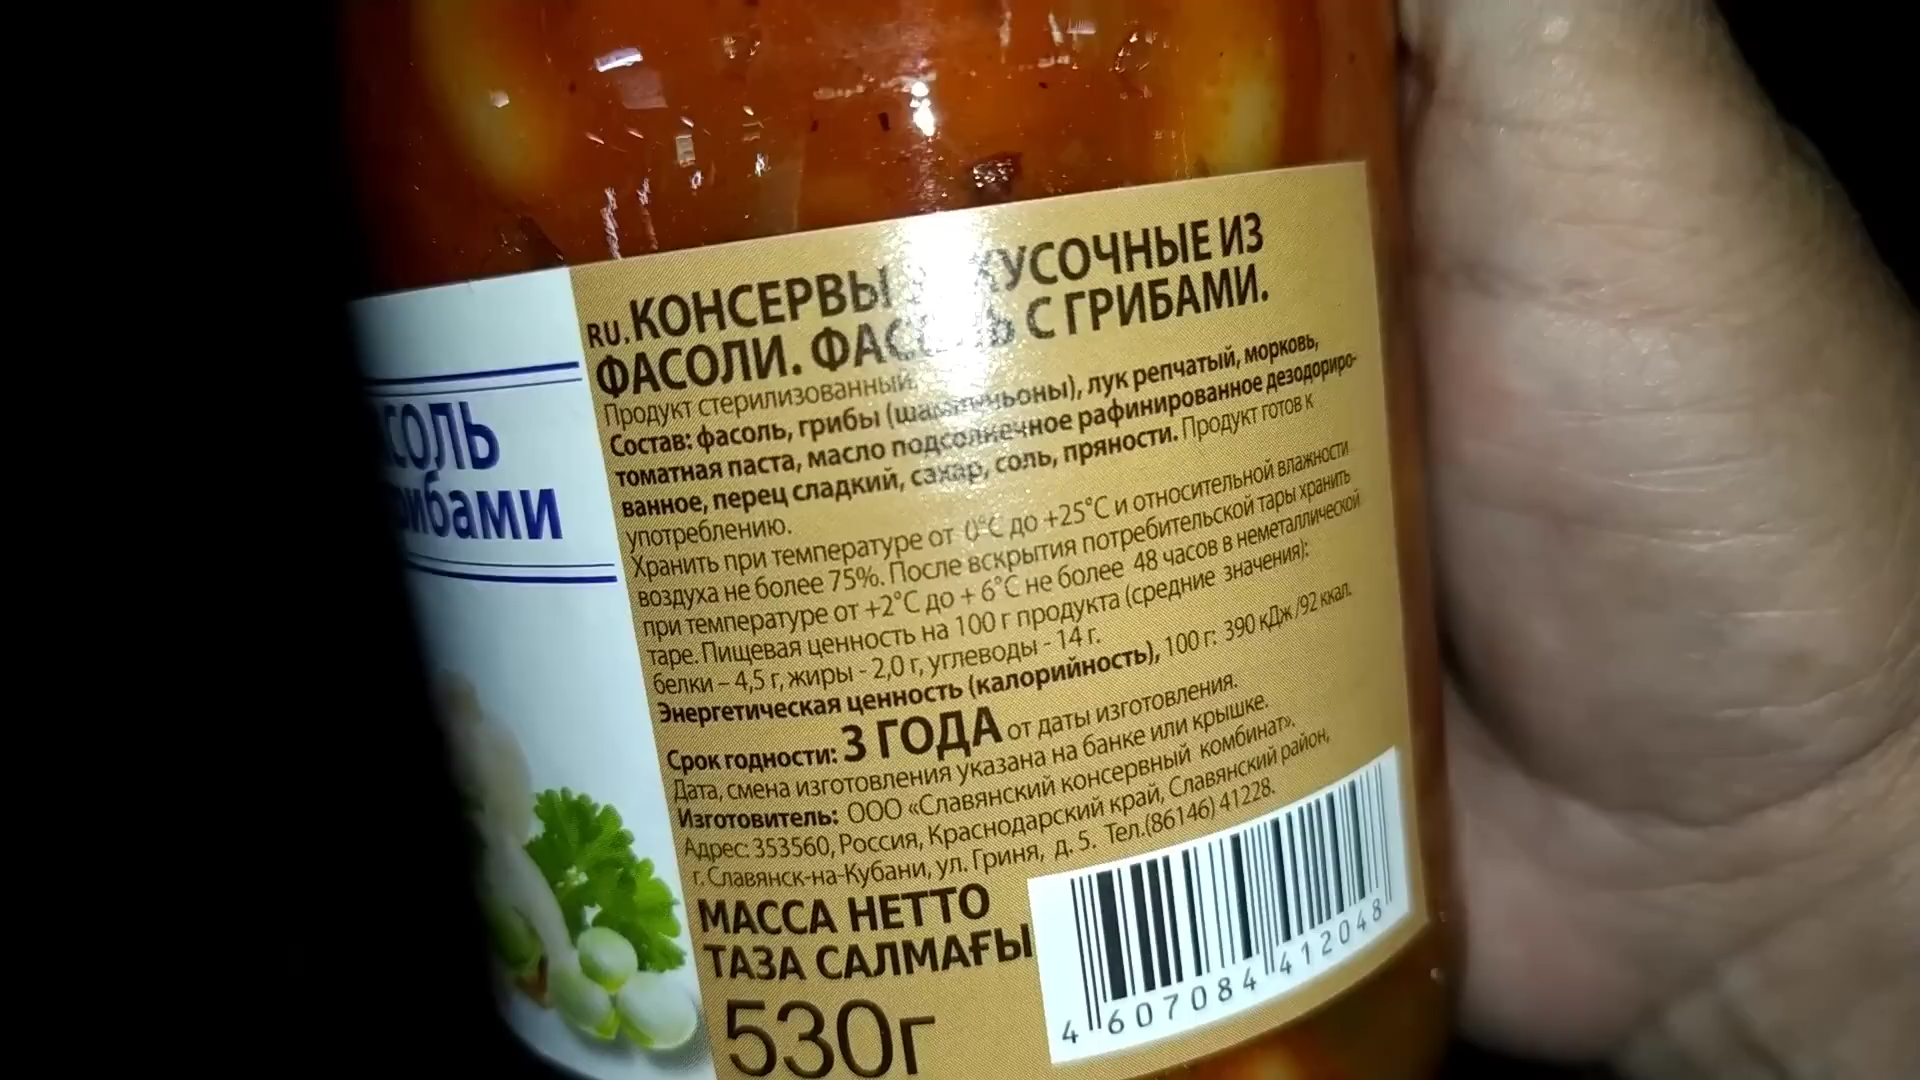 СОЛЬ
рибами
RU. КОНСЕРВЫ КУСОЧНЫЕ ИЗ
ФАСОЛИ. ФАСОЛЬ С ГРИБАМИ.
Продукт стерилизованный.
Состав: фасоль, грибы (шампиньоны), лук репчатый, морковь,
томатная паста, масло подсолнечное рафинированное дезодориро-
ванное, перец сладкий, сахар, соль, пряности. Продукт готов к
употреблению.
Хранить при температуре от 0°С до +25°С и относительной влажности
воздуха не более 75%. После вскрытия потребительской тары хранить
при температуре от +2°С до + 6°С не более 48 часов в неметаллической
таре. Пищевая ценность на 100 г продукта (средние значения):
белки – 4,5 г, жиры - 2,0 г, углеводы - 14 г.
Энергетическая ценность (калорийность), 100 г: 390 кДж /92 ккал.
Срок годности: 3 ГОДА от даты изготовления.
Дата, смена изготовления указана на банке или крышке.
Изготовитель: ООО «Славянский консервный комбинат».
Адрес: 353560, Россия, Краснодарский край, Славянский район,
г. Славянск-на-Кубани, ул. Гриня, д. 5. Тел.(86146) 41228.
МАССА НЕТТО
ТАЗА САЛМАҒЫ
530г
4 607084 412048